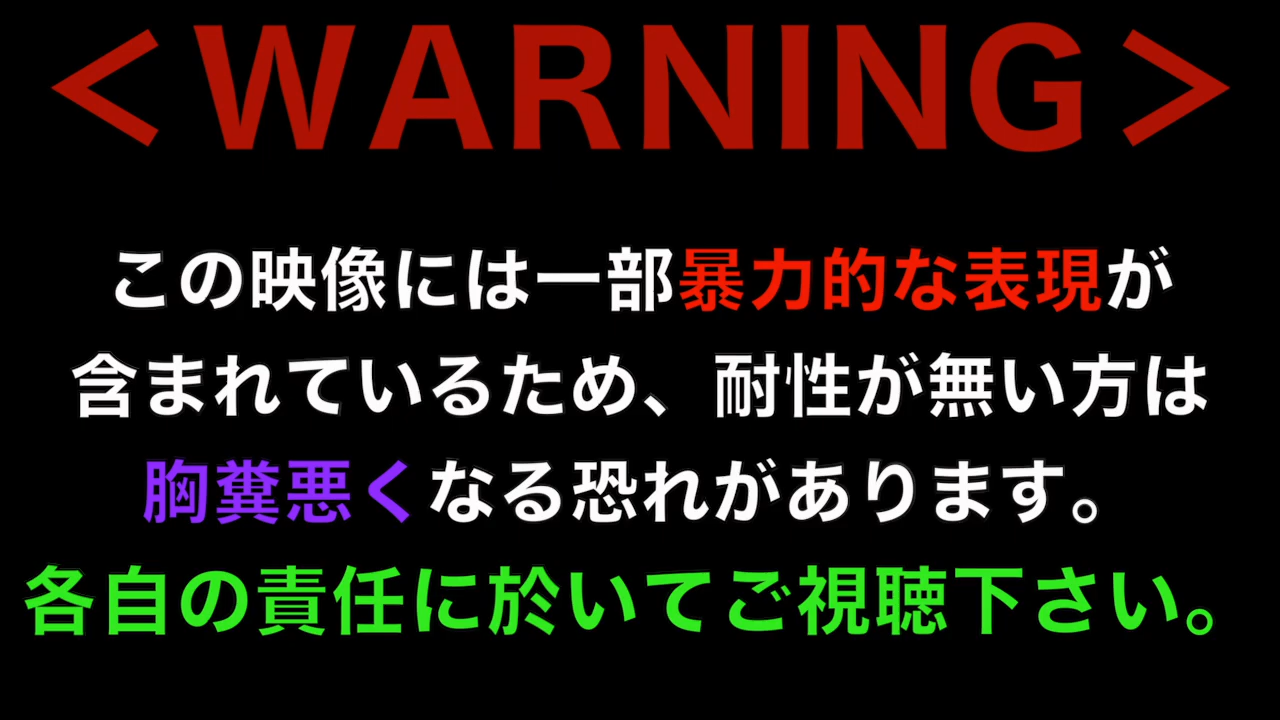 ＜WARNING＞
この映像には一部暴力的な表現が
含まれているため、耐性が無い方は
胸糞悪くなる恐れがあります。
各自の責任に於いてご視聴下さい。